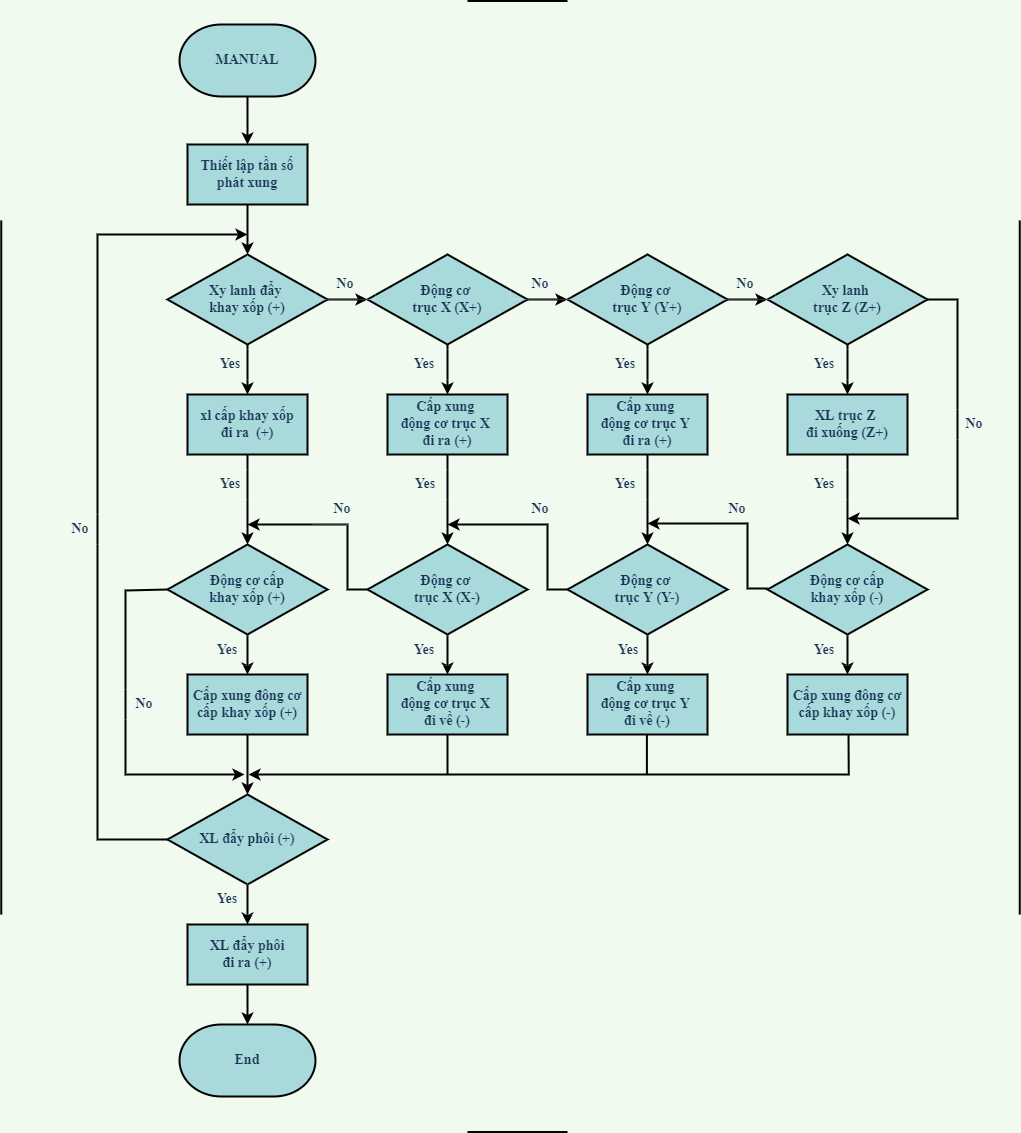 MANUAL
Thiết lập tần số
phát xung
Xy lanh đẩy
khay xốp (+)
No
Động cơ
trục X (X+)
No
Động cơ
trục Y (Y+)
No
Xy lanh
trục Z (Z+)
Yes
Yes
Yes
Yes
No
xl cấp khay xốp
đi ra (+)
Cấp xung
động cơ trục X
đi ra (+)
Cấp xung
động cơ trục Y
đi ra (+)
XL trục Z
đi xuống (Z+)
Yes
Yes
Yes
Yes
No
No
No
No
Động cơ cấp
khay xốp (+)
Động cơ
trục X (X-)
Động cơ
trục Y (Y-)
Động cơ cấp
khay xốp (-)
Yes
Yes
Yes
Yes
No
Cấp xung đông cơ
cấp khay xốp (+)
Cấp xung
động cơ trục X
đi về (-)
Cấp xung
động cơ trục Y
đi về (-)
Cấp xung đông cơ
cấp khay xốp (-)
XL đẩy phôi (+)
Yes
XL đẩy phôi
đi ra (+)
End